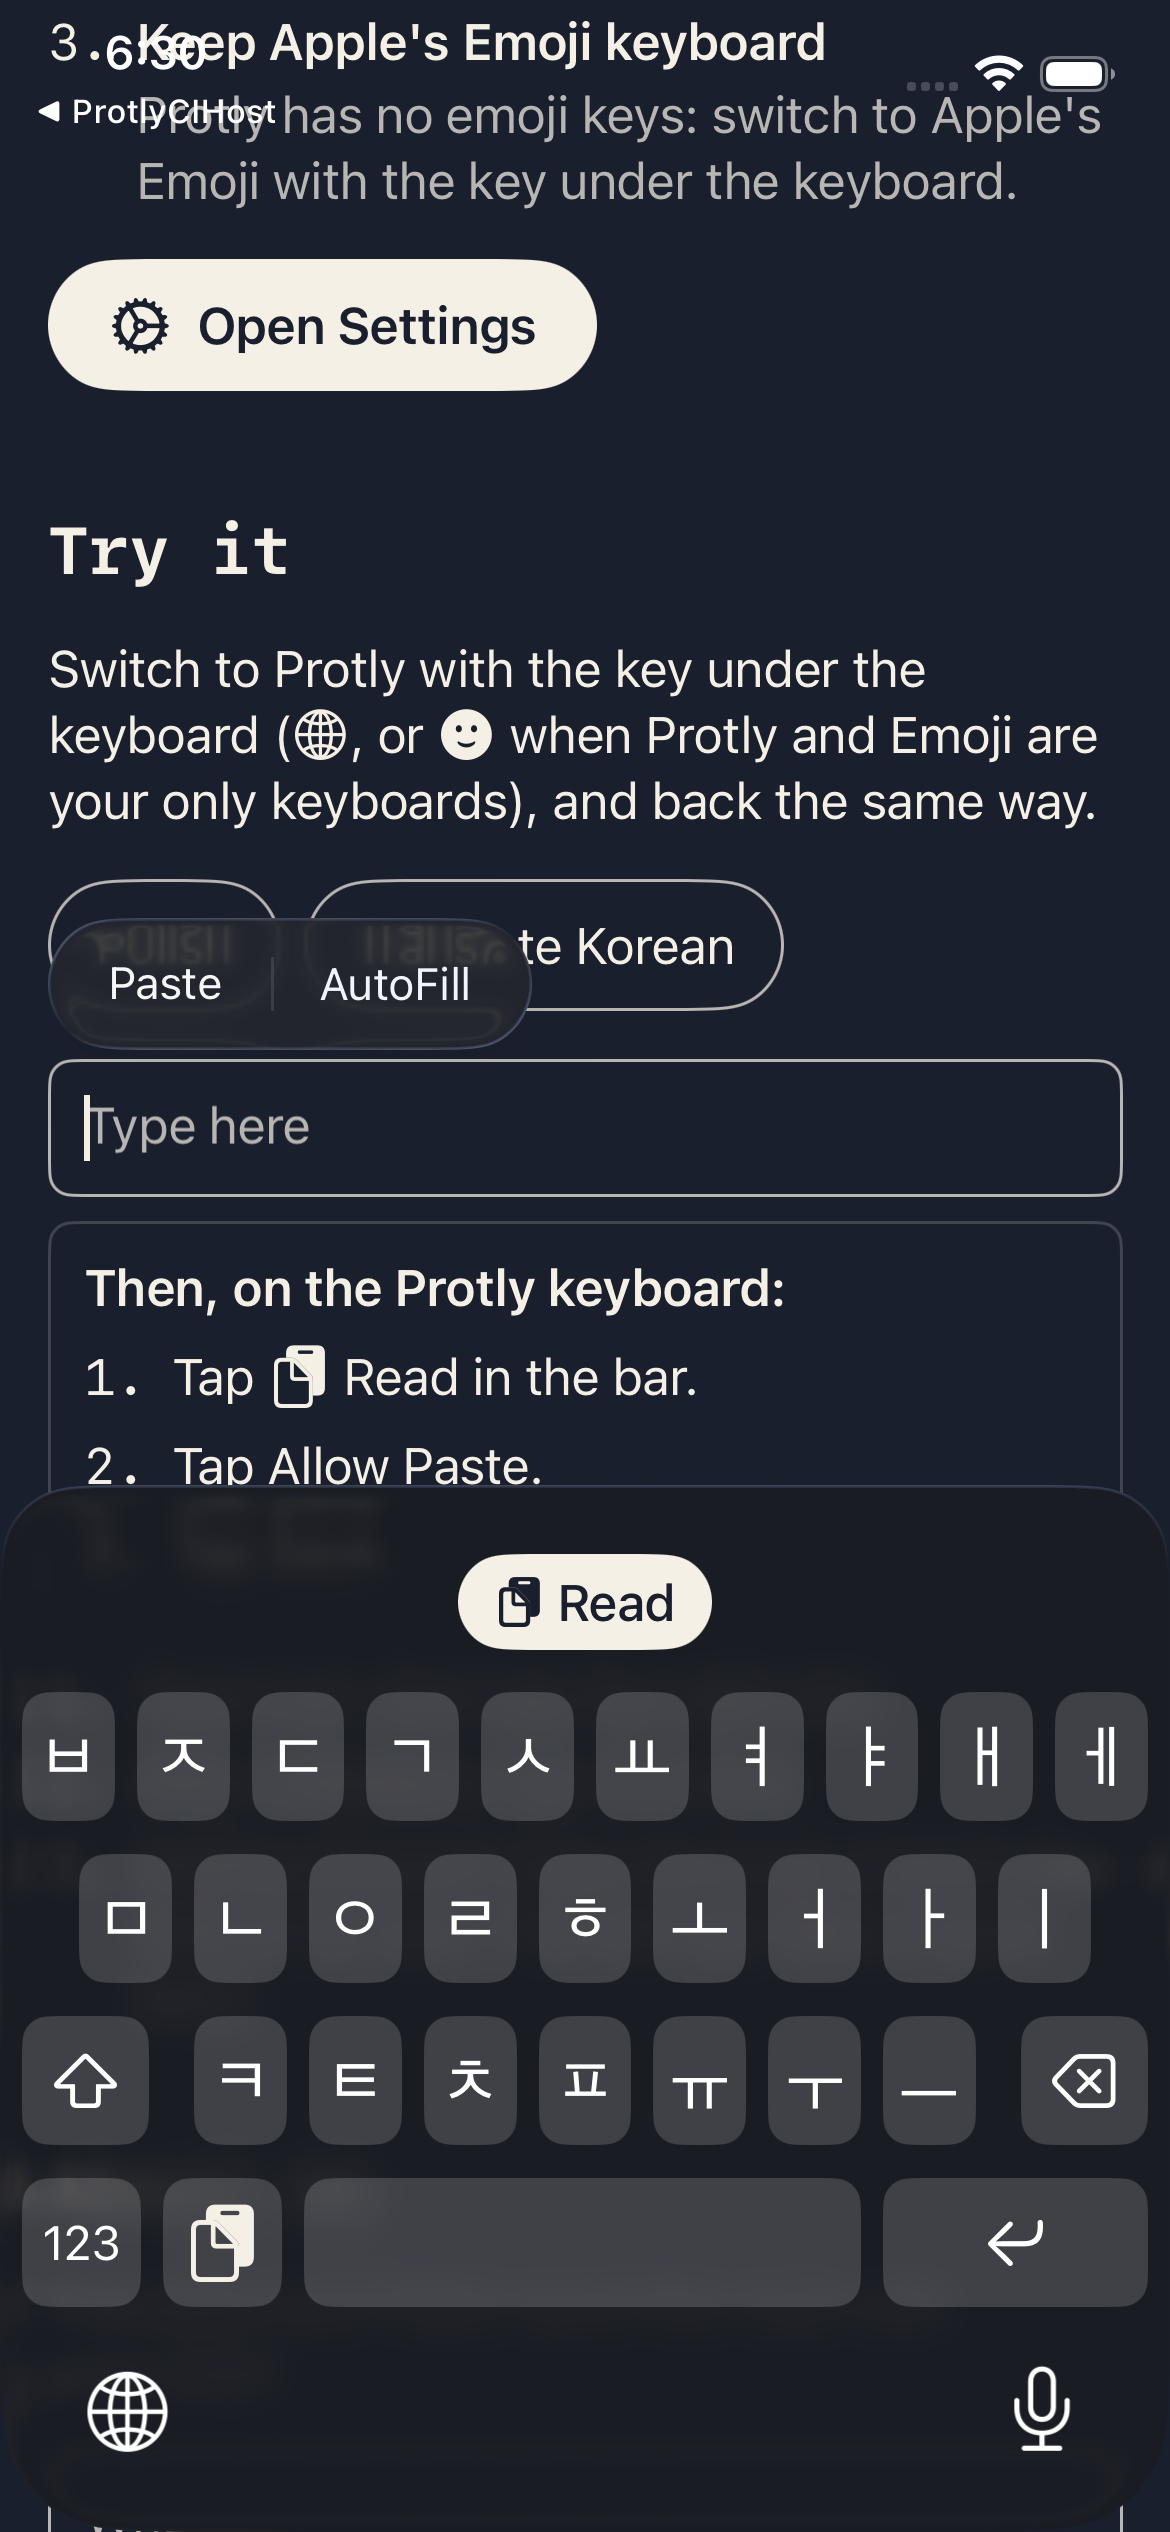 3. Keep Apple's Emoji keyboard
6:30
ProtlyCIHost
Protly has no emoji keys: switch to Apple's
Emoji with the key under the keyboard.
Open Settings
Try it
Switch to Protly with the key under the
keyboard (, or when Protly and Emoji are
your only keyboards), and back the same way.
te Korean
Paste AutoFill
Type here
Then, on the Protly keyboard:
1. Tap Read in the bar.
2. Tap Allow Paste.
Read
ㅂ ㅈ ㄷ ㄱ ㅅ ㅛ ㅕ ㅑ ㅐ ㅔ
ㅁ ㄴ ㅇ ㄹ ㅎ ㅗ ㅓ ㅏ ㅣ
ㅋ ㅌ ㅊ ㅍ ㅠ ㅜ ㅡ
123